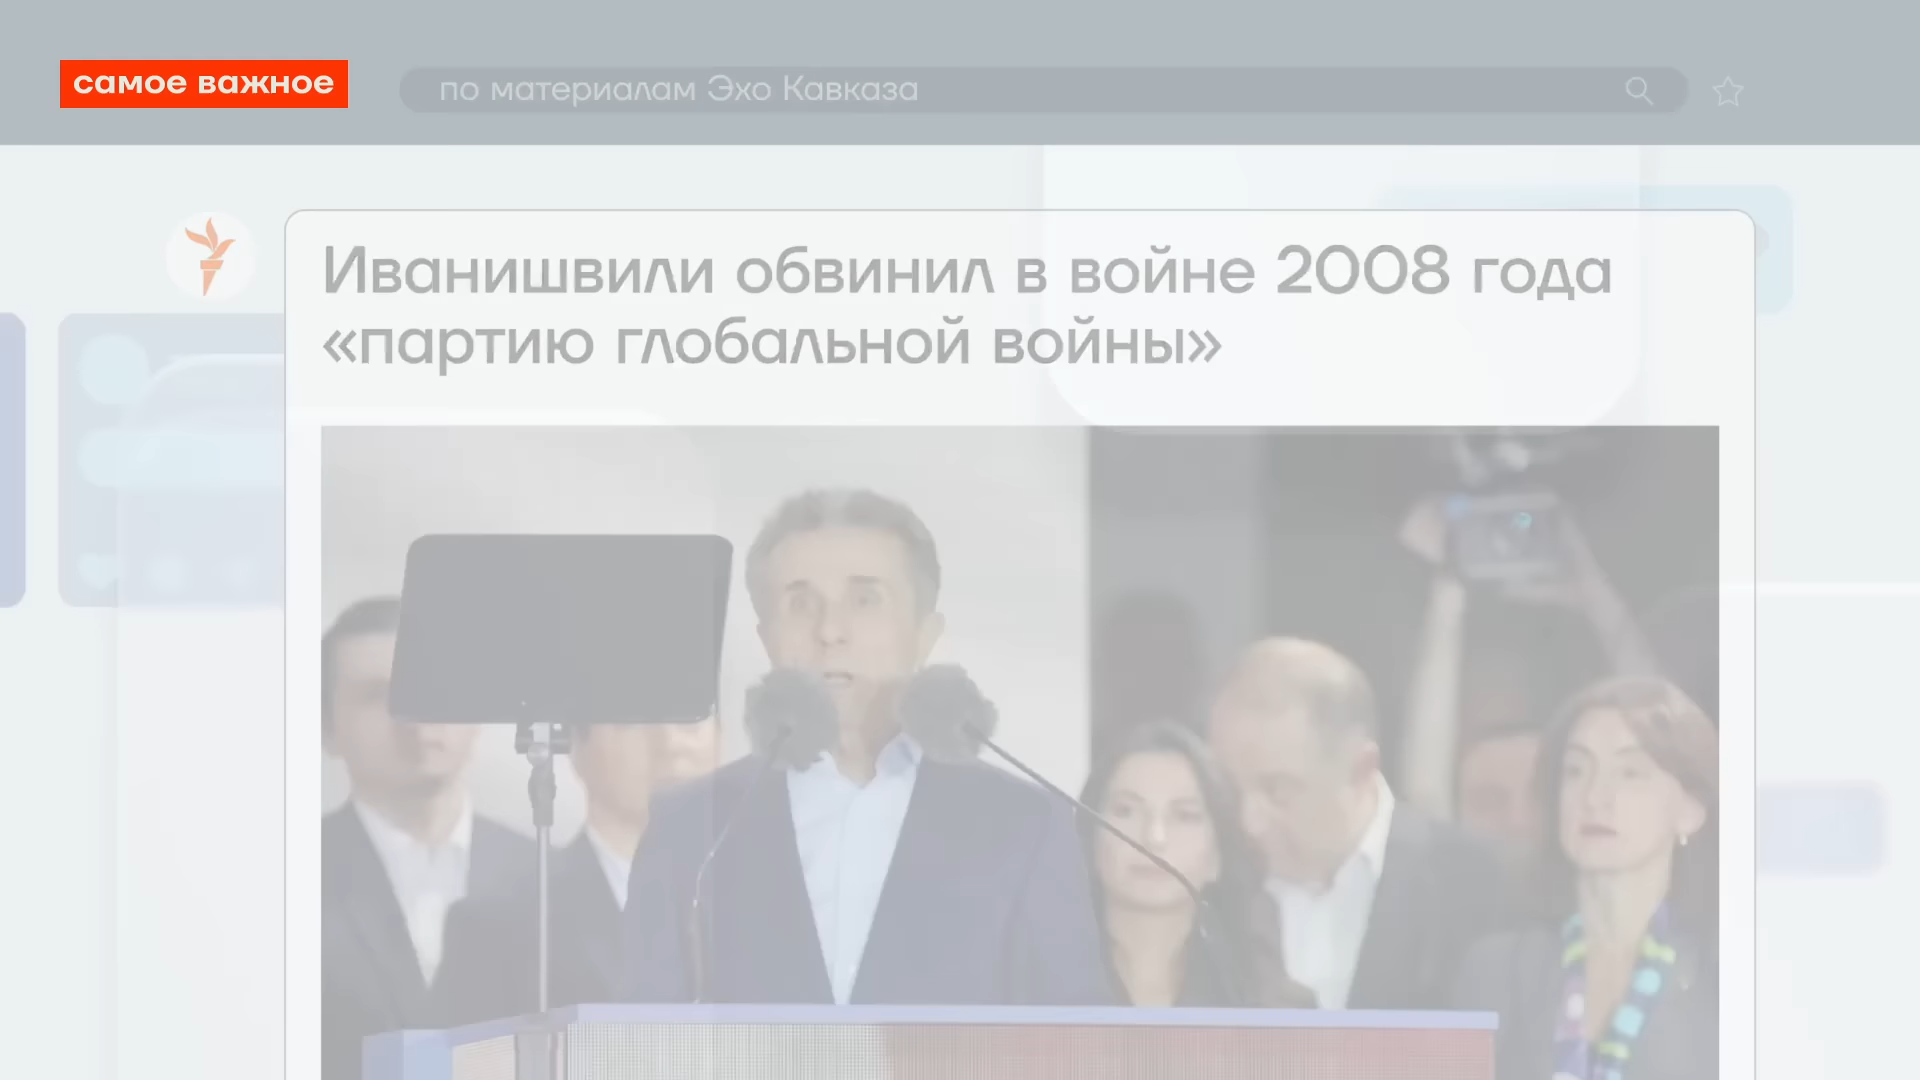 самое важное
по материалам Эхо Кавказа
Иванишвили обвинил в войне 2008 года
«партию глобальной войны»